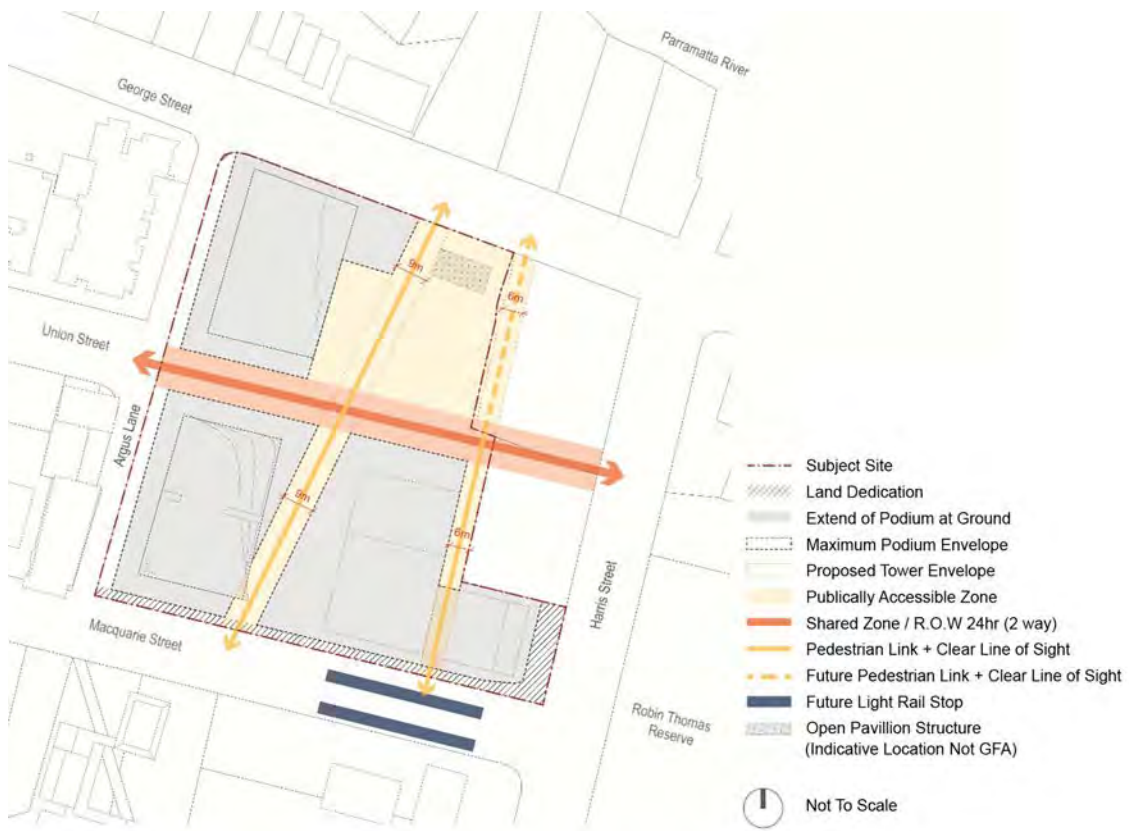 Parramatta River
George Street
9m
6m
Union Street
Argus Lane
9m
6m
Harris Street
Macquarie Street
Robin Thomas
Reserve
Subject Site
Land Dedication
Extend of Podium at Ground
Maximum Podium Envelope
Proposed Tower Envelope
Publically Accessible Zone
Shared Zone / R.O.W 24hr (2 way)
Pedestrian Link + Clear Line of Sight
Future Pedestrian Link + Clear Line of Sight
Future Light Rail Stop
Open Pavillion Structure
(Indicative Location Not GFA)
Not To Scale